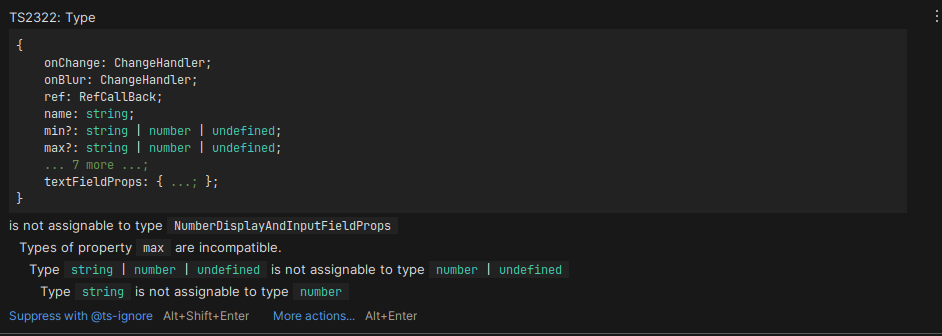 TS2322: Type
{
onChange: ChangeHandler;
onBlur: ChangeHandler;
ref: RefCallBack;
name: string;
min?: string | number | undefined;
max?: string | number | undefined;
... 7 more ...;
textFieldProps: { ...; };
}
is not assignable to type NumberDisplayAndInputFieldProps
Types of property max are incompatible.
Type string | number | undefined is not assignable to type number | undefined
Type string is not assignable to type number
Suppress with @ts-ignore Alt+Shift+Enter More actions... Alt+Enter